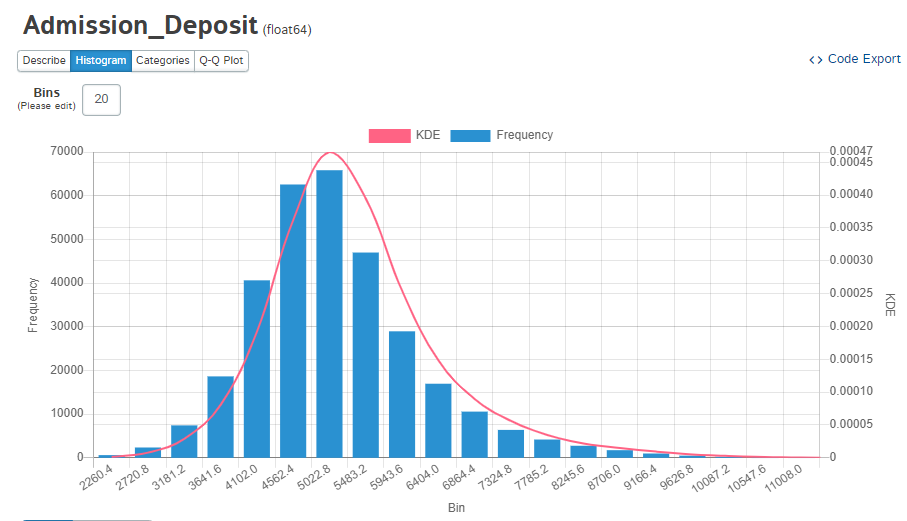 Admission_Deposit (float64)
Describe Histogram Categories Q-Q Plot
<> Code Export
Bins
(Please edit)
20
KDE Frequency
70000
60000
50000
40000
30000
20000
10000
0
Frequency
0.00047
0.00045
0.00040
0.00035
0.00030
0.00025
0.00020
0.00015
0.00010
0.00005
0
KDE
2260.4 2720.8 3181.2 3641.6 4102.0 4562.4 5022.8 5483.2 5943.6 6404.0 6864.4 7324.8 7785.2 8245.6 8706.0 9166.4 9626.8 10087.2 10547.6 11008.0
Bin